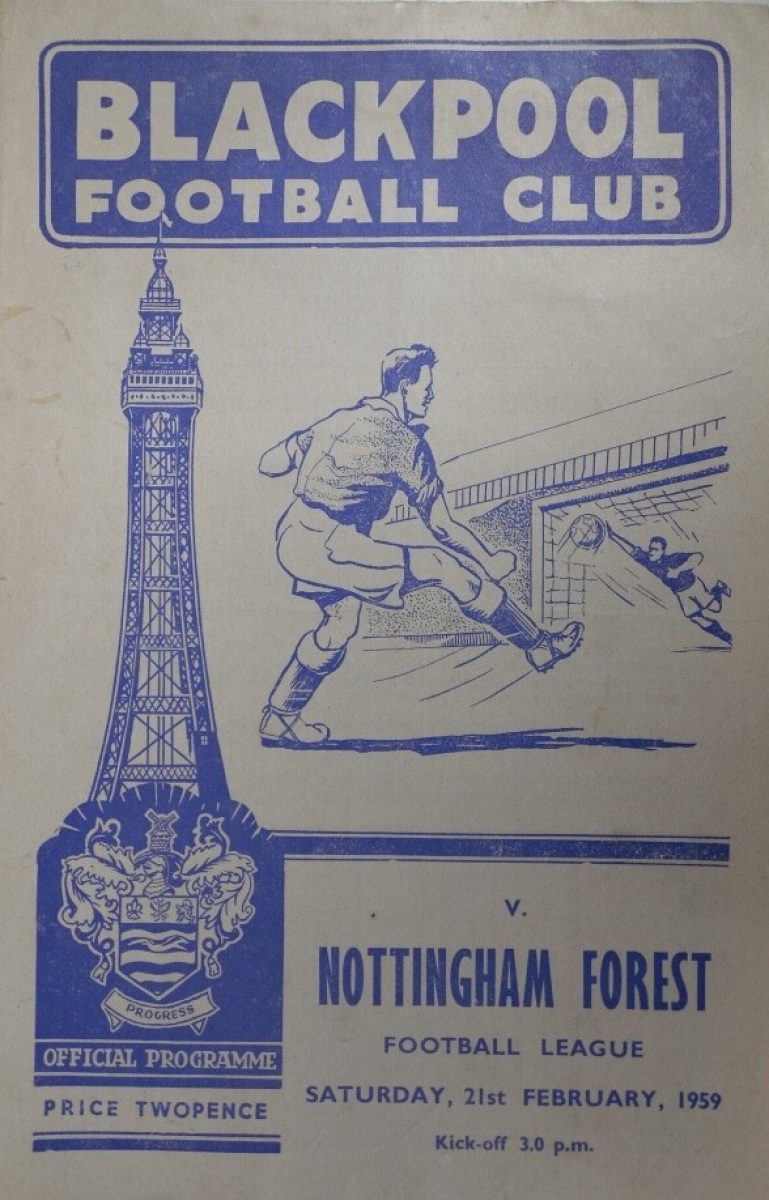 BLACKPOOL
FOOTBALL CLUB
V.
NOTTINGHAM FOREST
FOOTBALL LEAGUE
SATURDAY, 21st FEBRUARY, 1959
Kick-off 3.0 p.m.
PROGRESS
OFFICIAL PROGRAMME
PRICE TWOPENCE